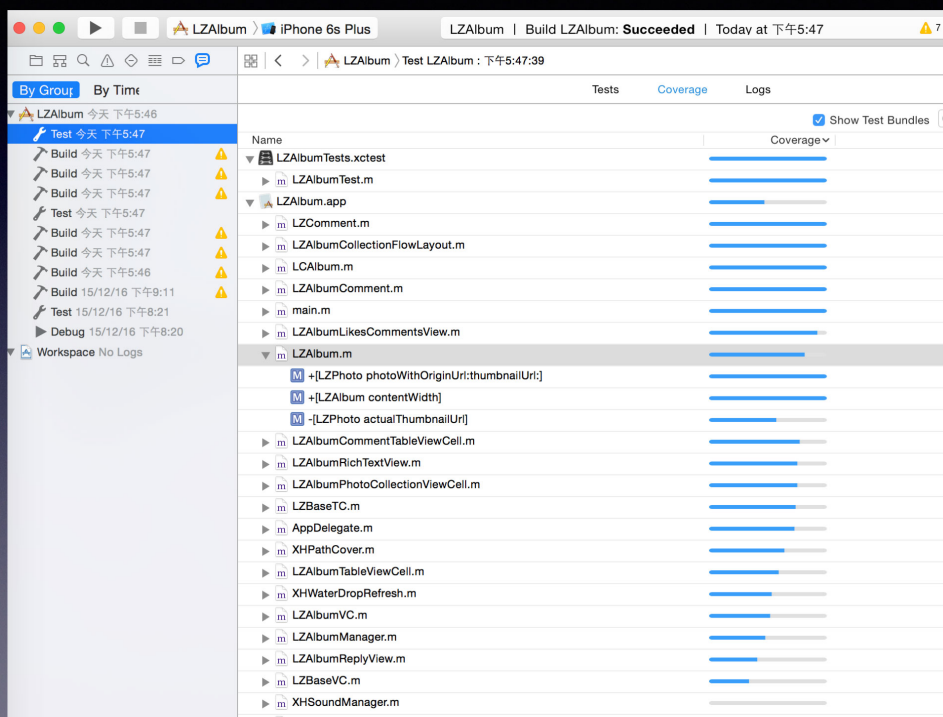 LZAlbum 〉 iPhone 6s Plus
LZAlbum | Build LZAlbum: Succeeded | Today at 下午5:47
7
LZAlbum 〉Test LZAlbum : 下午5:47:39
By Group By Time
Tests Coverage Logs
Show Test Bundles
LZAlbum 今天 下午5:46
Test 今天 下午5:47
Build 今天 下午5:47
Build 今天 下午5:47
Build 今天 下午5:47
Test 今天 下午5:47
Build 今天 下午5:47
Build 今天 下午5:47
Build 今天 下午5:46
Build 15/12/16 下午9:11
Test 15/12/16 下午8:21
Debug 15/12/16 下午8:20
Workspace No Logs
Name Coverage
LZAlbumTests.xctest
m LZAlbumTest.m
LZAlbum.app
m LZComment.m
m LZAlbumCollectionFlowLayout.m
m LCAlbum.m
m LZAlbumComment.m
m main.m
m LZAlbumLikesCommentsView.m
m LZAlbum.m
M +[LZPhoto photoWithOriginUrl:thumbnailUrl:]
M +[LZAlbum contentWidth]
M -[LZPhoto actualThumbnailUrl]
m LZAlbumCommentTableViewCell.m
m LZAlbumRichTextView.m
m LZAlbumPhotoCollectionViewCell.m
m LZBaseTC.m
m AppDelegate.m
m XHPathCover.m
m LZAlbumTableViewCell.m
m XHWaterDropRefresh.m
m LZAlbumVC.m
m LZAlbumManager.m
m LZAlbumReplyView.m
m LZBaseVC.m
m XHSoundManager.m